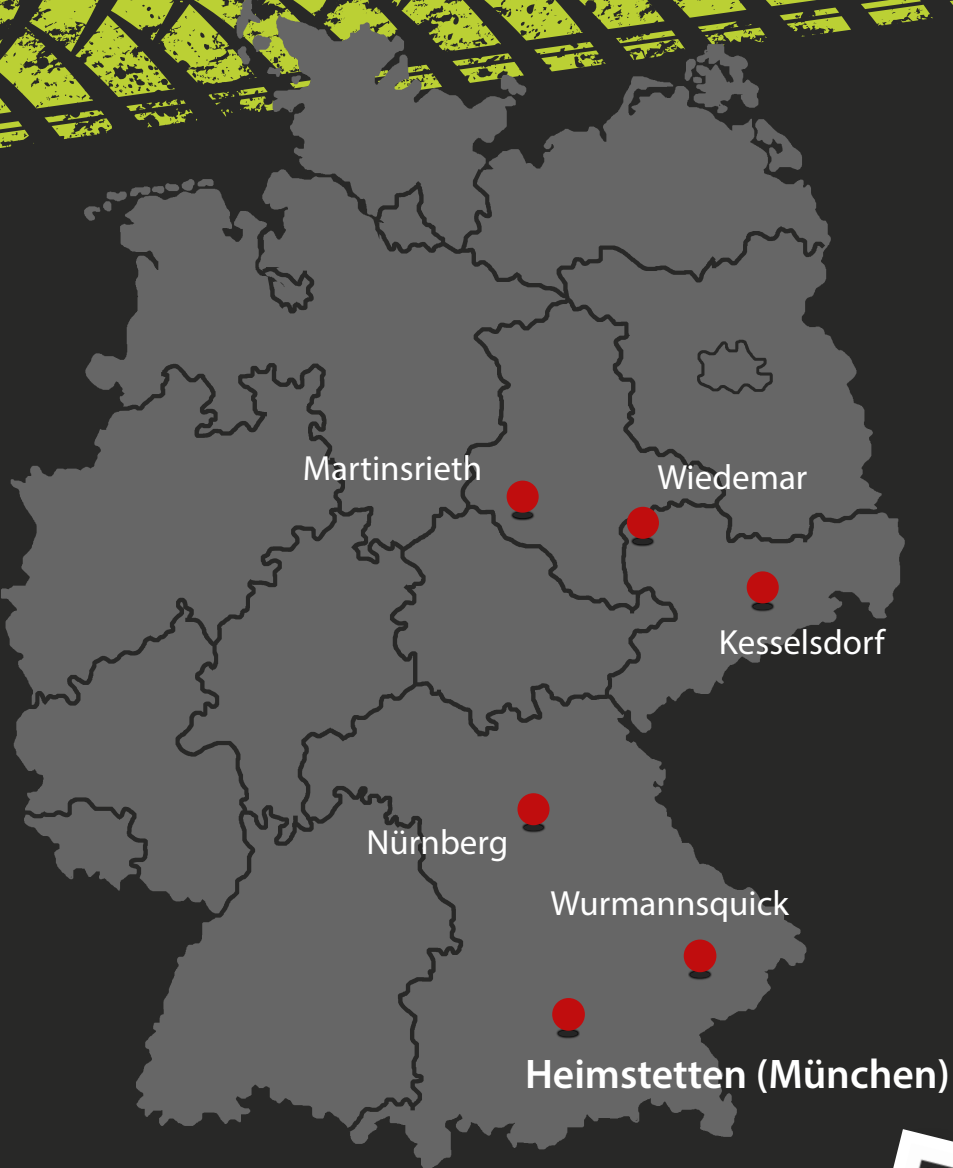 Martinsrieth
Wiedemar
Kesselsdorf
Nürnberg
Wurmannsquick
Heimstetten (München)